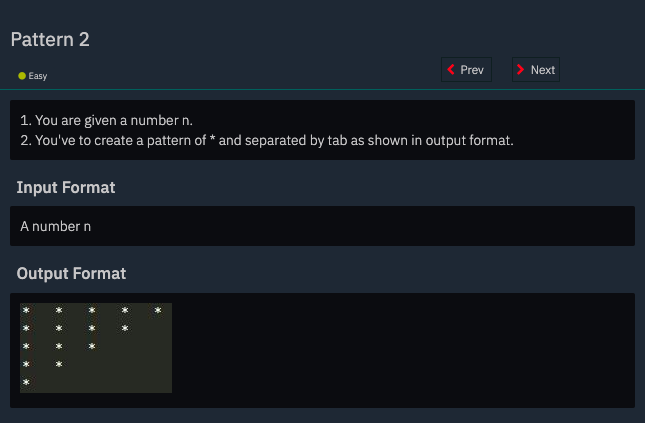 Pattern 2
Easy
Prev
Next
1. You are given a number n.
2. You've to create a pattern of * and separated by tab as shown in output format.
Input Format
A number n
Output Format
*	*	*	*	*
*	*	*	*
*	*	*
*	*
*